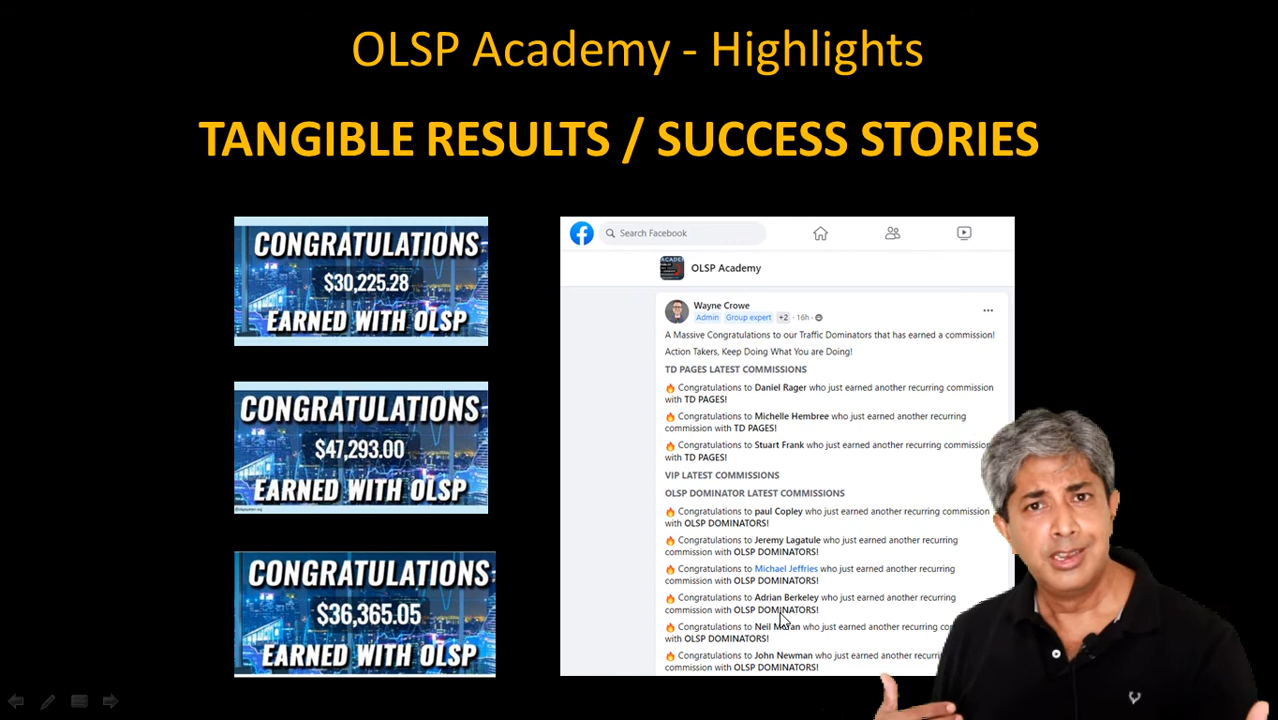 OLSP Academy - Highlights
TANGIBLE RESULTS / SUCCESS STORIES
CONGRATULATIONS
$30,225.28
EARNED WITH OLSP
CONGRATULATIONS
$47,293.00
EARNED WITH OLSP
CONGRATULATIONS
$36,365.05
EARNED WITH OLSP
Search Facebook
OLSP Academy
Wayne Crowe
Admin Group expert +2 · 16h ·
A Massive Congratulations to our Traffic Dominators that has earned a commission!
Action Takers, Keep Doing What You are Doing!
TD PAGES LATEST COMMISSIONS
🔥 Congratulations to Daniel Rager who just earned another recurring commission
with TD PAGES!
🔥 Congratulations to Michelle Hembree who just earned another recurring
commission with TD PAGES!
🔥 Congratulations to Stuart Frank who just earned another recurring commission
with TD PAGES!
VIP LATEST COMMISSIONS
OLSP DOMINATOR LATEST COMMISSIONS
🔥 Congratulations to paul Copley who just earned another recurring commission
with OLSP DOMINATORS!
🔥 Congratulations to Jeremy Lagatule who just earned another recurring
commission with OLSP DOMINATORS!
🔥 Congratulations to Michael Jeffries who just earned another recurring
commission with OLSP DOMINATORS!
🔥 Congratulations to Adrian Berkeley who just earned another recurring
commission with OLSP DOMINATORS!
🔥 Congratulations to Neil who just earned another recurring
with OLSP DOMINATORS!
🔥 Congratulations to John Newman who just earned another
commission with OLSP DOMINATORS!